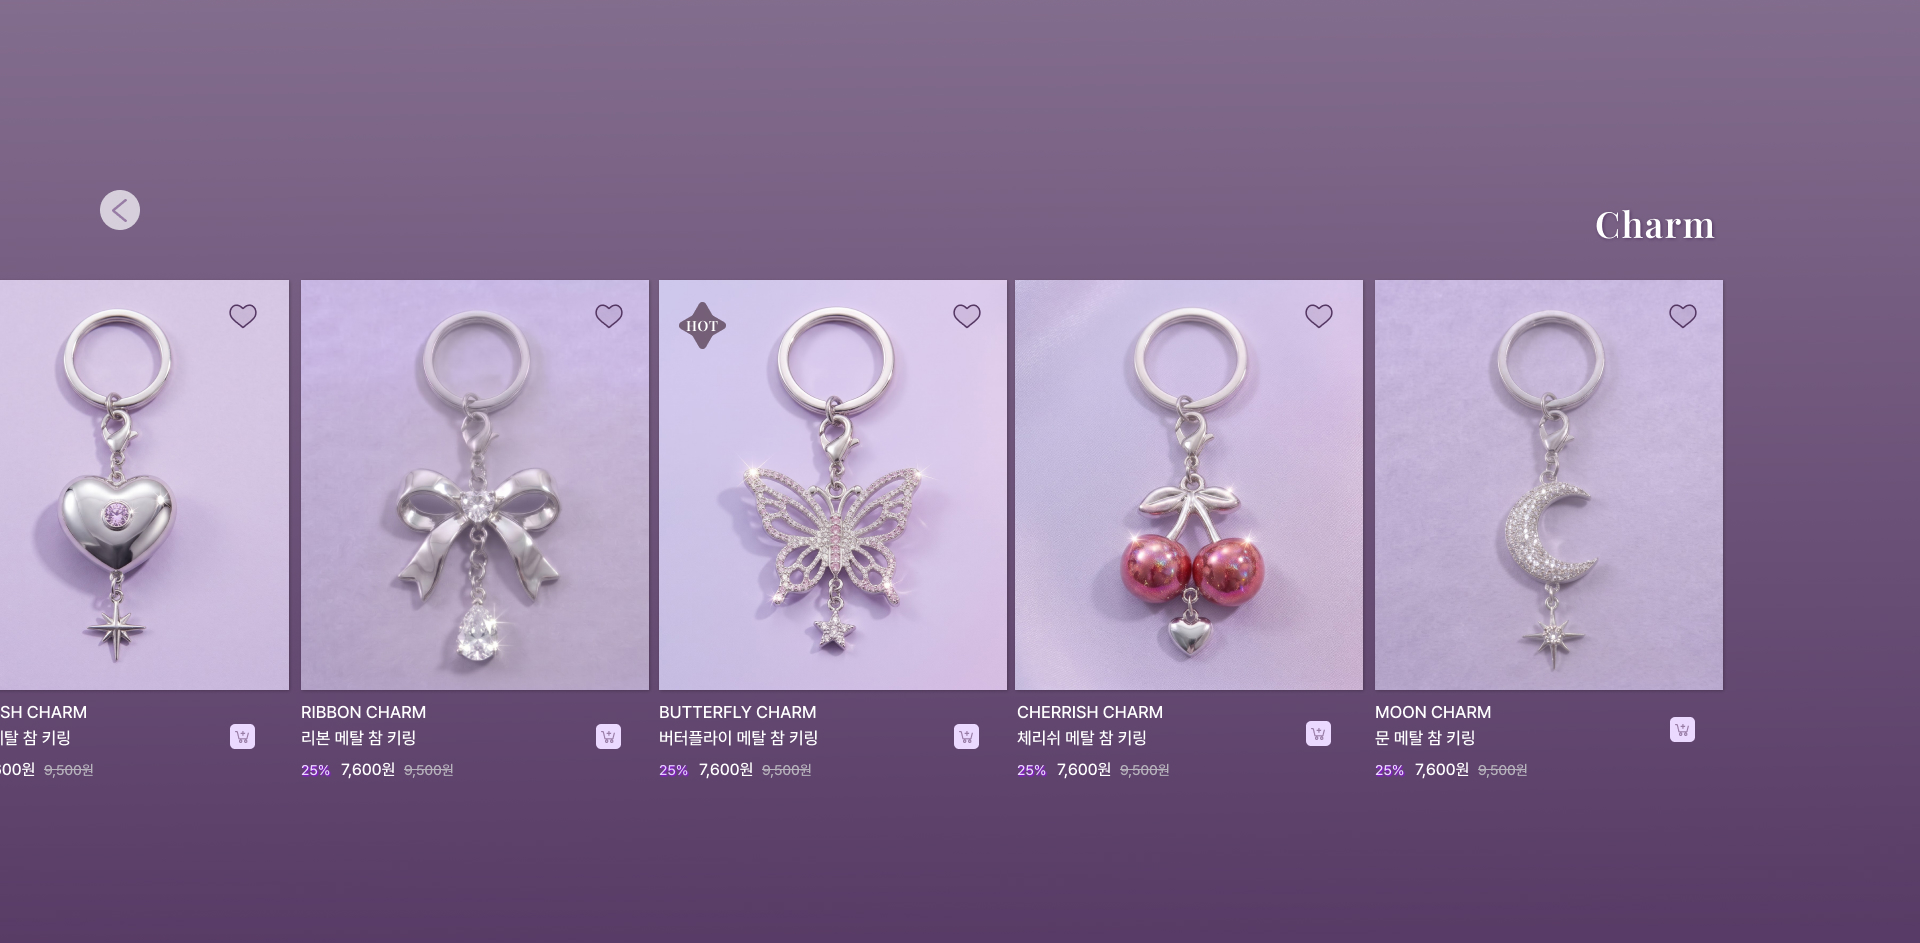 Charm
HOT
SH CHARM
탈 참 키링
600원 9,500원
RIBBON CHARM
리본 메탈 참 키링
25% 7,600원 9,500원
BUTTERFLY CHARM
버터플라이 메탈 참 키링
25% 7,600원 9,500원
CHERRISH CHARM
체리쉬 메탈 참 키링
25% 7,600원 9,500원
MOON CHARM
문 메탈 참 키링
25% 7,600원 9,500원